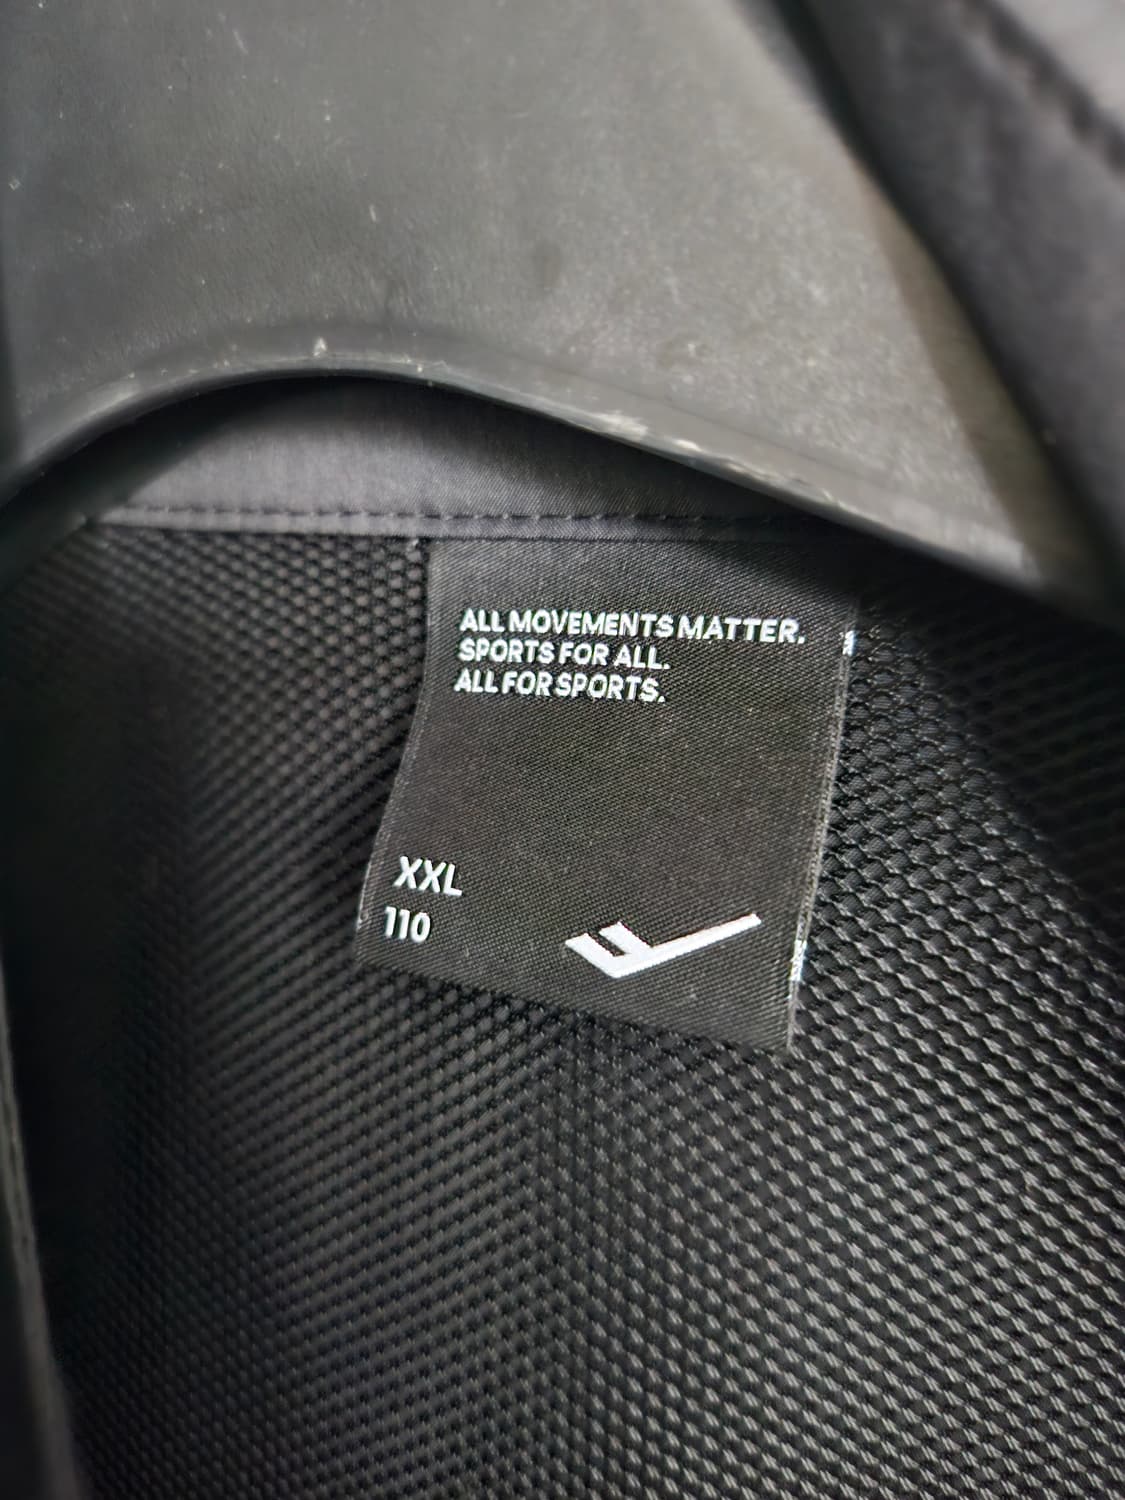 ALL MOVEMENTS MATTER.
SPORTS FOR ALL.
ALL FOR SPORTS.
XXL
110